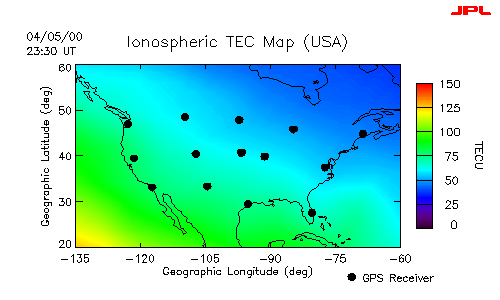 JPL
04/05/00
23:30 UT
Ionospheric TEC Map (USA)
60
50
40
30
20
Geographic Latitude (deg)
-135
-120
-105
-90
-75
-60
Geographic Longitude (deg)
150
125
100
75
50
25
0
TECU
GPS Receiver